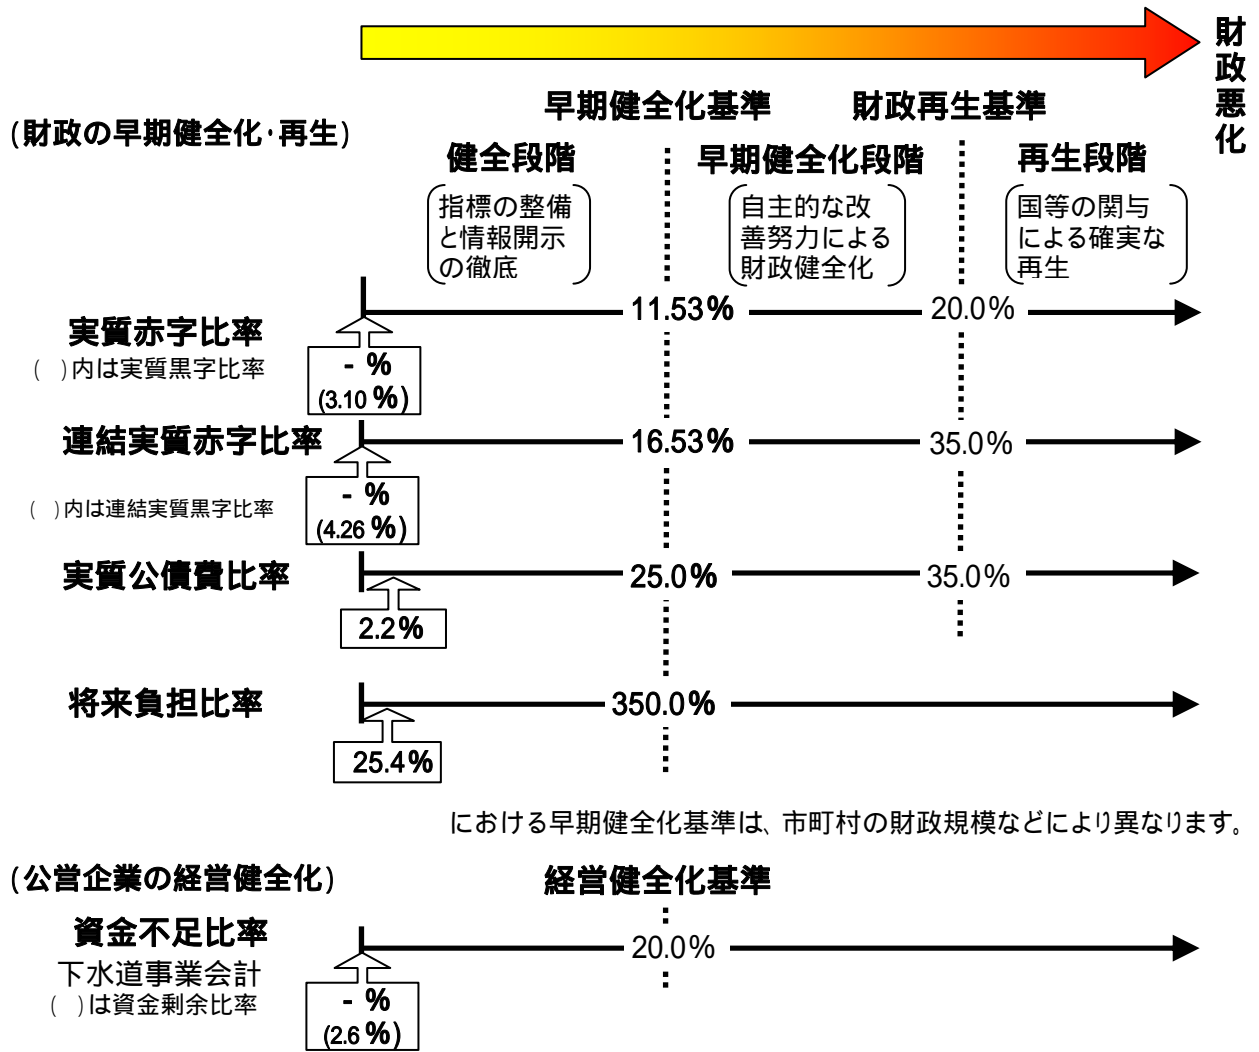 財政悪化
早期健全化基準 財政再生基準
(財政の早期健全化・再生)
健全段階 早期健全化段階 再生段階
指標の整備
と情報開示
の徹底
自主的な改
善努力による
財政健全化
国等の関与
による確実な
再生
11.53% 20.0%
実質赤字比率
( )内は実質黒字比率
- %
(3.10 %)
連結実質赤字比率 16.53% 35.0%
( )内は連結実質黒字比率
- %
(4.26 %)
実質公債費比率 25.0% 35.0%
2.2%
将来負担比率 350.0%
25.4%
における早期健全化基準は、市町村の財政規模などにより異なります。
(公営企業の経営健全化) 経営健全化基準
資金不足比率 20.0%
下水道事業会計
( )は資金剰余比率
- %
(2.6 %)